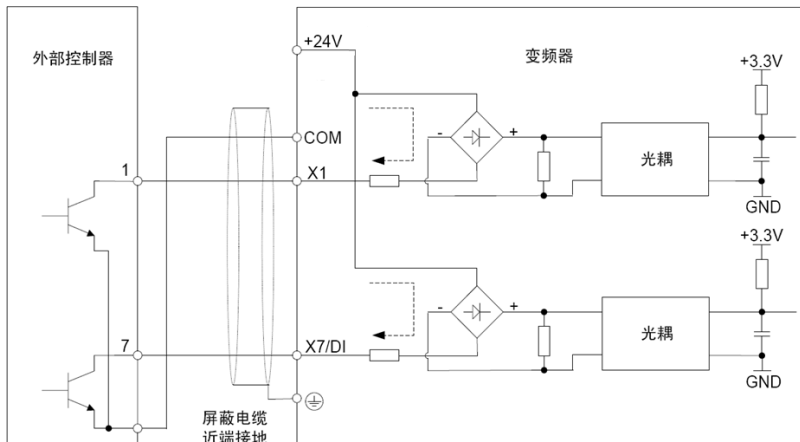 外部控制器
+24V
变频器
+3.3V
COM
- +
光耦
1
X1
GND
+3.3V
- +
光耦
7
X7/DI
GND
屏蔽电缆
近端接地